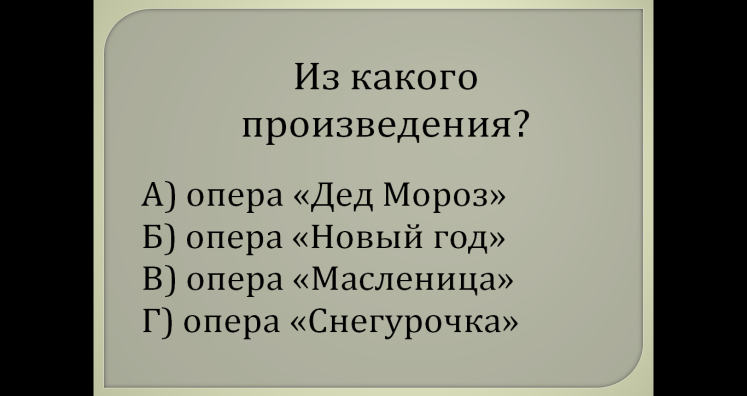 Из какого
произведения?
А) опера «Дед Мороз»
Б) опера «Новый год»
В) опера «Масленица»
Г) опера «Снегурочка»